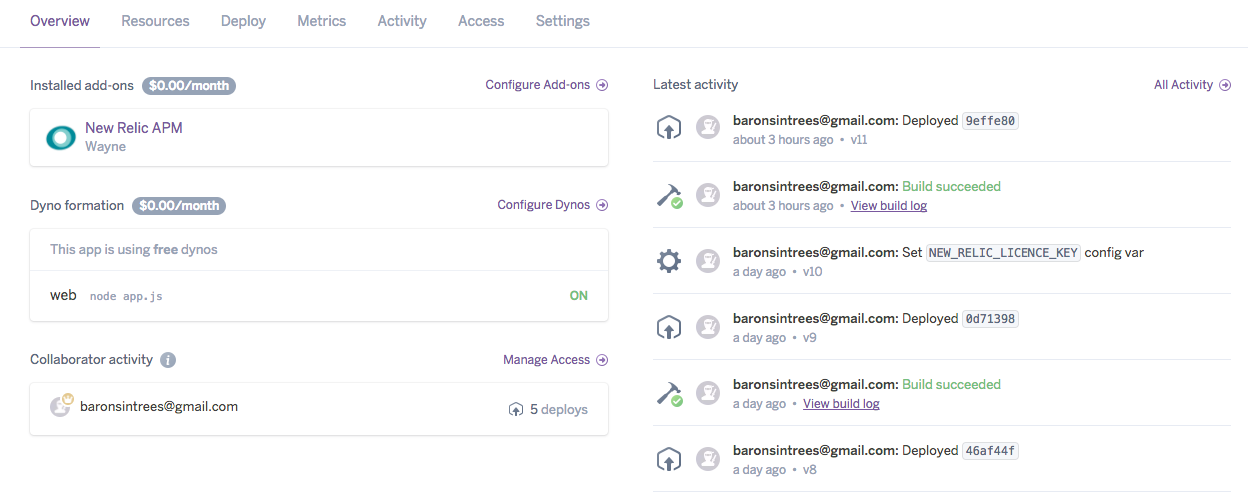 Overview Resources Deploy Metrics Activity Access Settings
Installed add-ons $0.00/month Configure Add-ons
New Relic APM
Wayne
Dyno formation $0.00/month Configure Dynos
This app is using free dynos
web node app.js ON
Collaborator activity i Manage Access
baronsintrees@gmail.com 5 deploys
Latest activity All Activity
baronsintrees@gmail.com: Deployed 9effe80
about 3 hours ago • v11
baronsintrees@gmail.com: Build succeeded
about 3 hours ago • View build log
baronsintrees@gmail.com: Set NEW_RELIC_LICENCE_KEY config var
a day ago • v10
baronsintrees@gmail.com: Deployed 0d71398
a day ago • v9
baronsintrees@gmail.com: Build succeeded
a day ago • View build log
baronsintrees@gmail.com: Deployed 46af44f
a day ago • v8